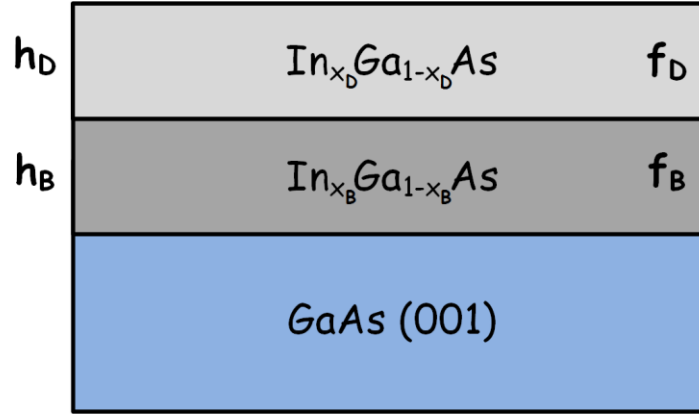 h_D In_{x_D}Ga_{1-x_D}As f_D
h_B In_{x_B}Ga_{1-x_B}As f_B
GaAs (001)